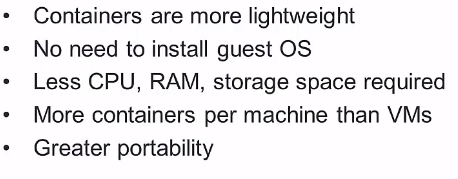 • Containers are more lightweight
• No need to install guest OS
• Less CPU, RAM, storage space required
• More containers per machine than VMs
• Greater portability